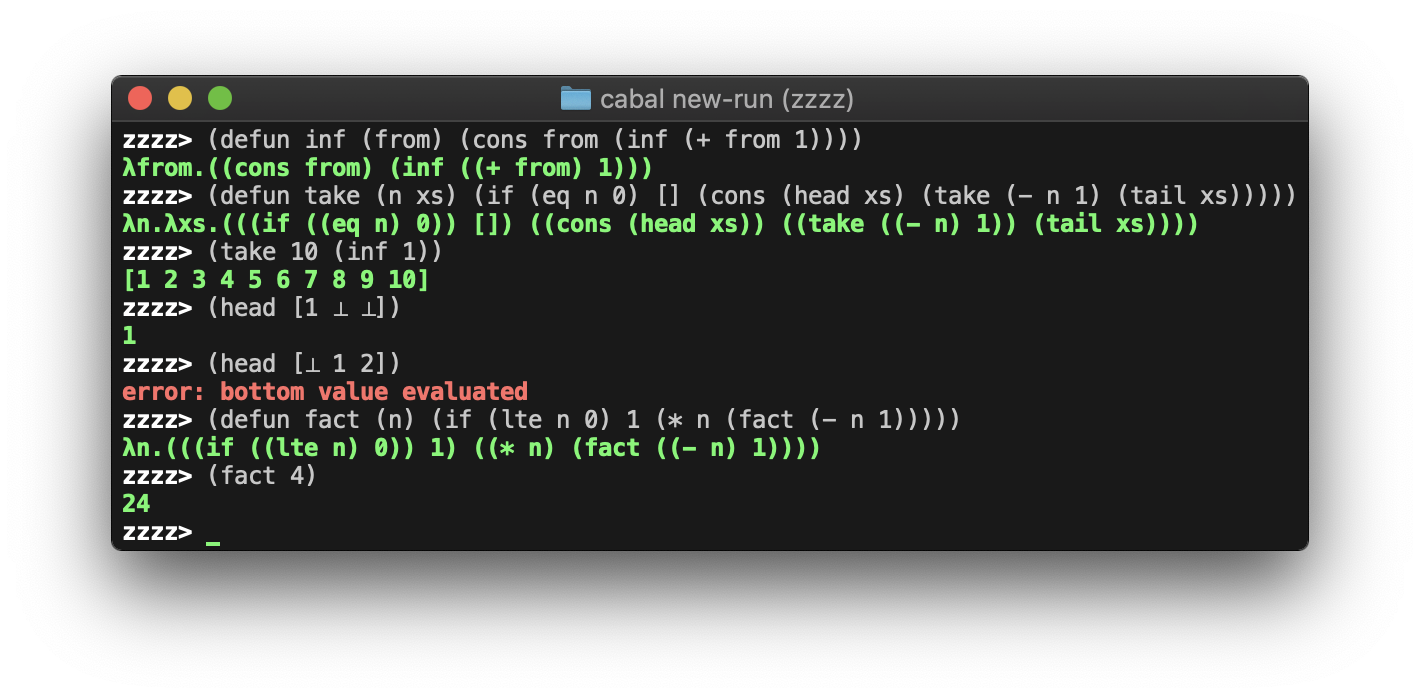 cabal new-run (zzzz)
zzzz> (defun inf (from) (cons from (inf (+ from 1))))
λfrom.((cons from) (inf ((+ from) 1)))
zzzz> (defun take (n xs) (if (eq n 0) [] (cons (head xs) (take (- n 1) (tail xs)))))
λn.λxs.(((if ((eq n) 0)) []) ((cons (head xs)) ((take ((- n) 1)) (tail xs))))
zzzz> (take 10 (inf 1))
[1 2 3 4 5 6 7 8 9 10]
zzzz> (head [1 ⊥ ⊥])
1
zzzz> (head [⊥ 1 2])
error: bottom value evaluated
zzzz> (defun fact (n) (if (lte n 0) 1 (* n (fact (- n 1)))))
λn.(((if ((lte n) 0)) 1) ((* n) (fact ((- n) 1))))
zzzz> (fact 4)
24
zzzz> _